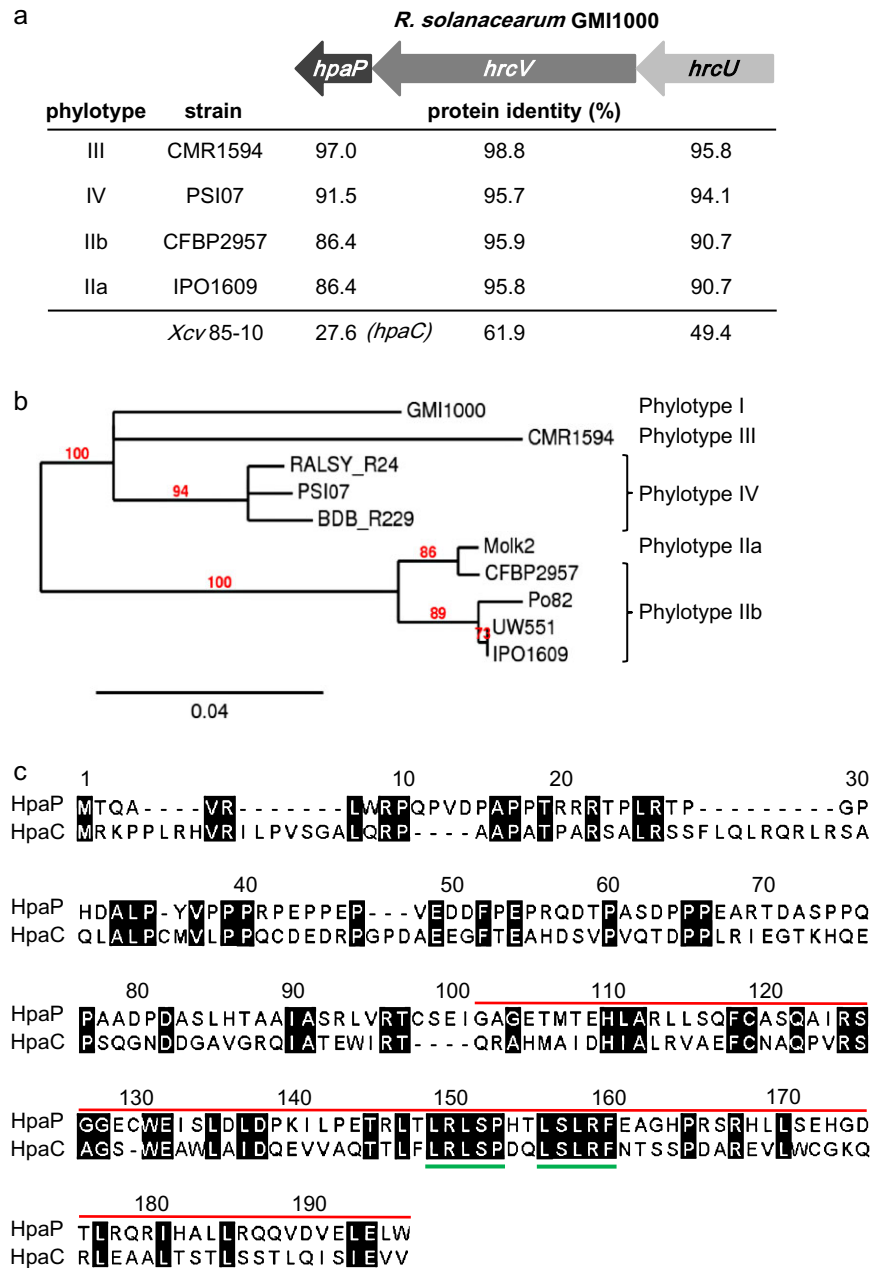 a
R. solanacearum GMI1000
hpaP hrcV hrcU
phylotype strain protein identity (%)
III CMR1594 97.0 98.8 95.8
IV PSI07 91.5 95.7 94.1
IIb CFBP2957 86.4 95.9 90.7
IIa IPO1609 86.4 95.8 90.7
Xcv 85-10 27.6 (hpaC) 61.9 49.4
b
GMI1000 Phylotype I
CMR1594 Phylotype III
100
RALSY_R24
94 PSI07 Phylotype IV
BDB_R229
Molk2 Phylotype IIa
86
CFBP2957
100
Po82 Phylotype IIb
89
73 UW551
IPO1609
0.04
c
1 10 20 30
HpaP MTQA----VR-------LWRPQPVDPAPPTRRRTPLRTP---------GP
HpaC MRKPPLRHVRILPVSGALQRP----AAPATPARSALRSSFLQLRQRLRSA
40 50 60 70
HpaP HDALP-YVPPPRPEPPEP---VEDDFPEPRQDTPASDPPPEARTDASPPQ
HpaC QLALPCMVLPPQCDEDRPGPDAEEGFTEAHDSVPVQTDPPLRIEGTKHQE
80 90 100 110 120
HpaP PAADPDASLHTAAIASRLVRTCSEIGAGETMTEHLARLLSQFCASQAIRS
HpaC PSQGNDDGAVGRQIATEWIRT----QRAHMAIDHIALRVAEFCNAQPVRS
130 140 150 160 170
HpaP GGECWEISLDLDPKILPETRLTLRLSPHTLSLRFEAGHPRSRHLLSEHGD
HpaC AGS-WEAWLAIDQEVVAQTTLFLRLSPDQLSLRFNTSSPDAREVLWCGKQ
180 190
HpaP TLRQRIHALLRQQVDVELELW
HpaC RLEAALTSTLSSTLQISIEVV